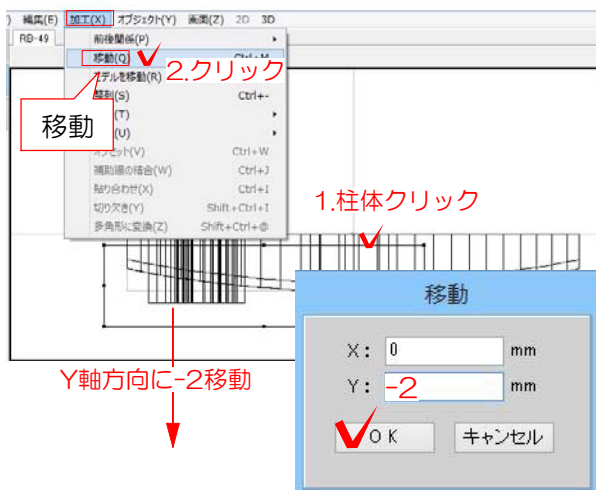 ) 編集(E) 加工(X) オブジェクト(Y) 画面(Z) 2D 3D
RD-49
前後関係(P)
移動(Q) Ctrl+M
2.クリック
モデルを移動(R)
整列(S) Ctrl+-
移動
(T)
(U)
オフセット(V) Ctrl+W
補助線の結合(W) Ctrl+J
貼り合わせ(X) Ctrl+I
切り欠き(Y) Shift+Ctrl+I
多角形に変換(Z) Shift+Ctrl+@
1.柱体クリック
移動
X: 0 mm
Y: -2 mm
OK キャンセル
Y軸方向に-2移動